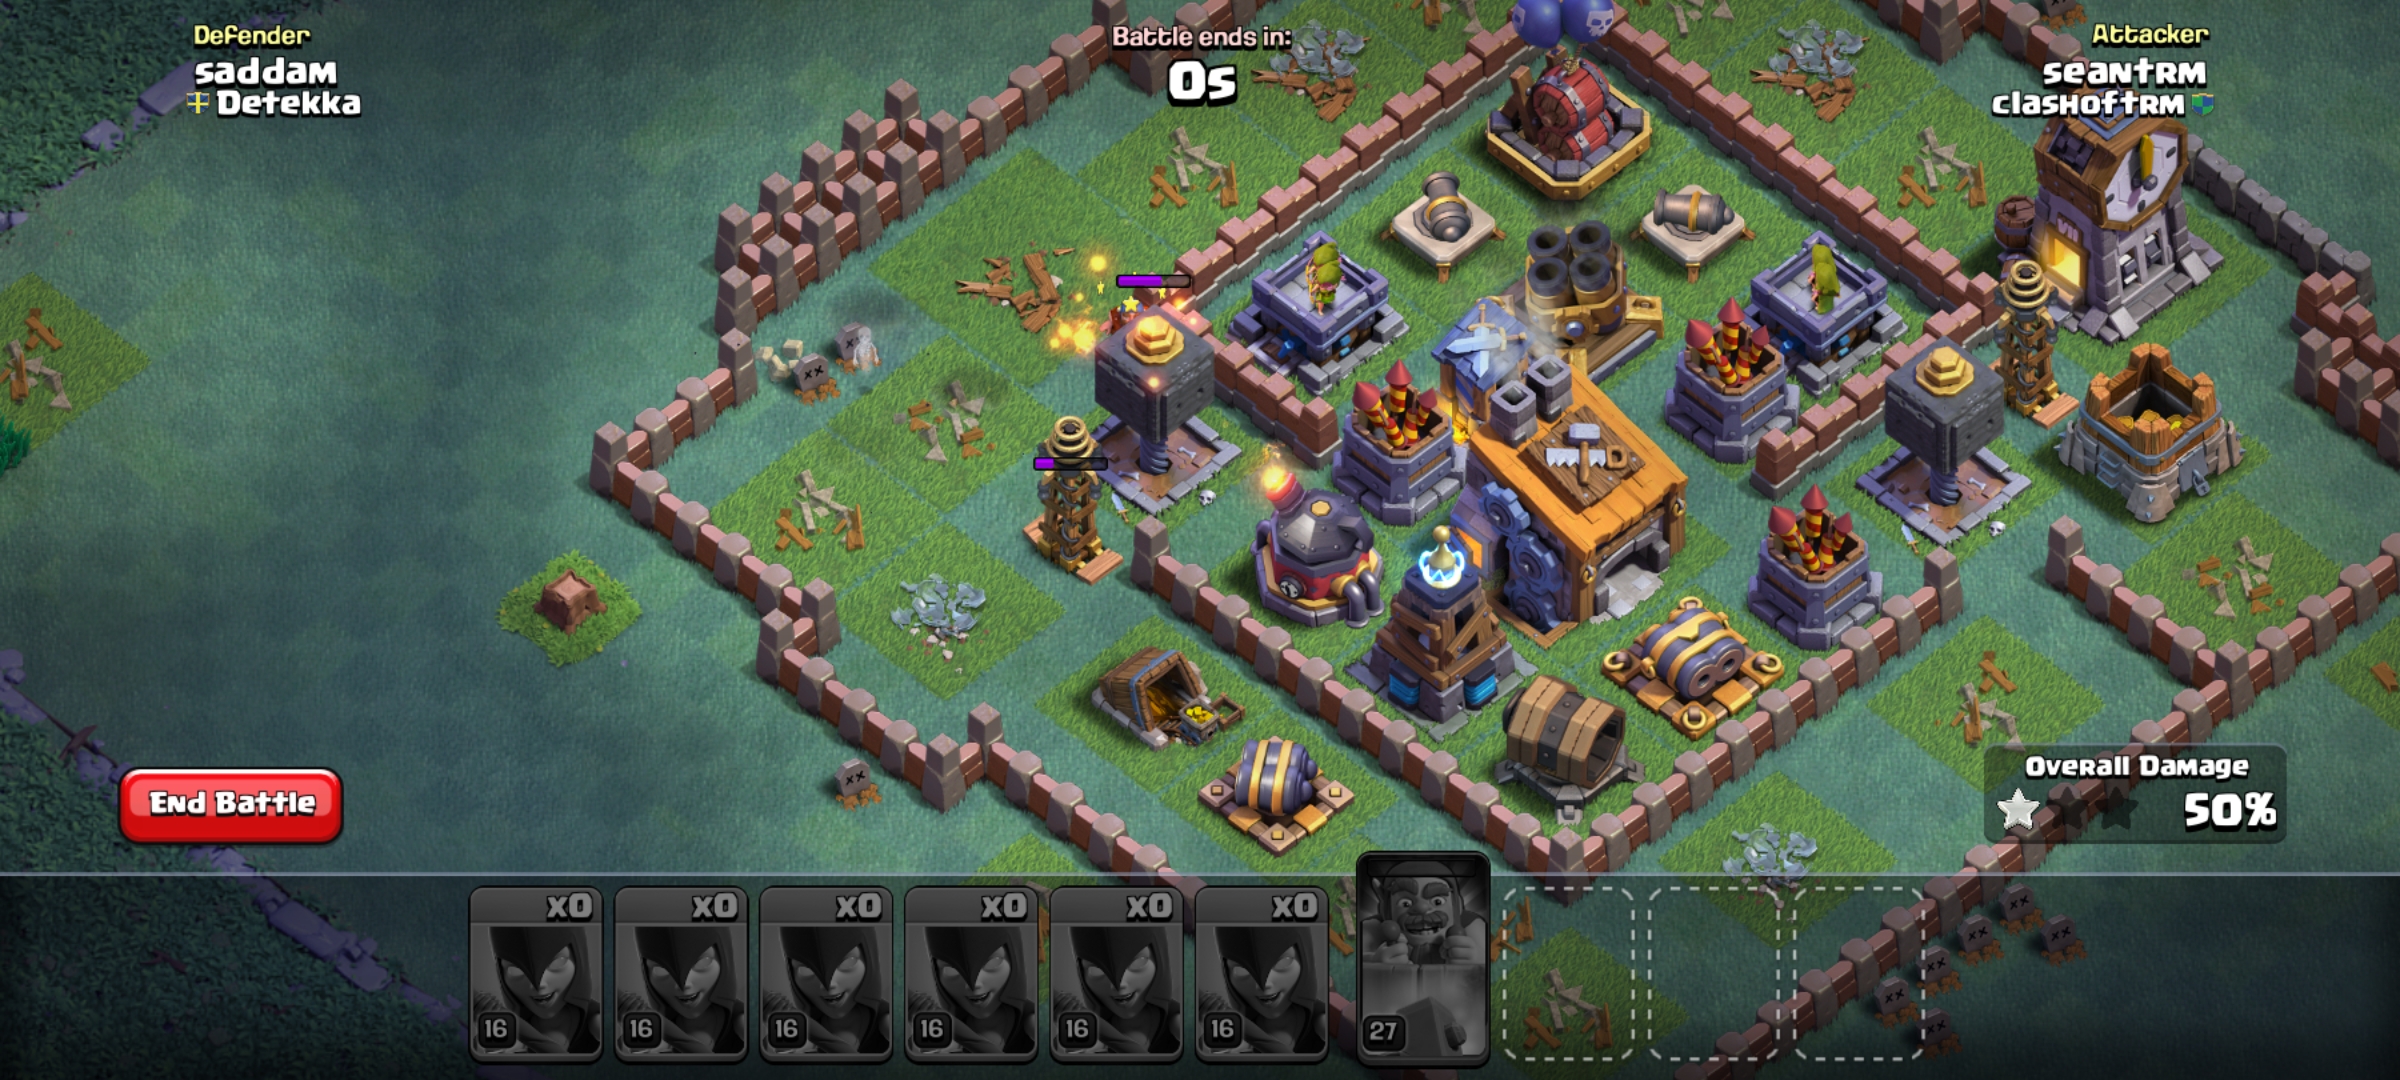 Defender
saddam
Detekka
Battle ends in:
0s
Attacker
seantrm
clashoftrm
End Battle
Overall Damage
50%
x0
x0
x0
x0
x0
x0
16
16
16
16
16
16
27